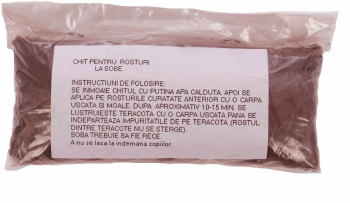 CHIT PENTRU ROSTURI
LA SOBE
INSTRUCTIUNI DE FOLOSIRE:
SE INMOAIE CHITUL CU PUTINA APA CALDUTA, APOI SE
APLICA PE ROSTURILE CURATATE ANTERIOR CU O CARPA
USCATA SI MOALE. DUPA APROXIMATIV 10-15 MIN. SE
LUSTRUIESTE TERACOTA CU O CARPA USCATA PANA SE
INDEPARTEAZA IMPURITATILE DE PE TERACOTA (ROSTUL
DINTRE TERACOTE NU SE STERGE).
SOBA TREBUIE SA FIE RECE.
A nu se lasa la indemana copiilor.